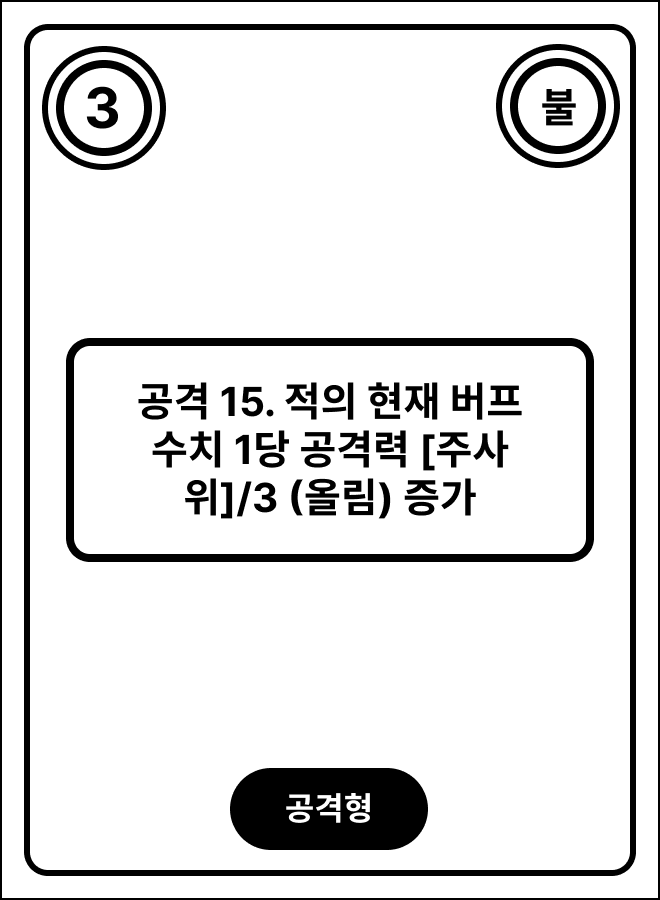 3
불
공격 15. 적의 현재 버프
수치 1당 공격력 [주사
위]/3 (올림) 증가
공격형